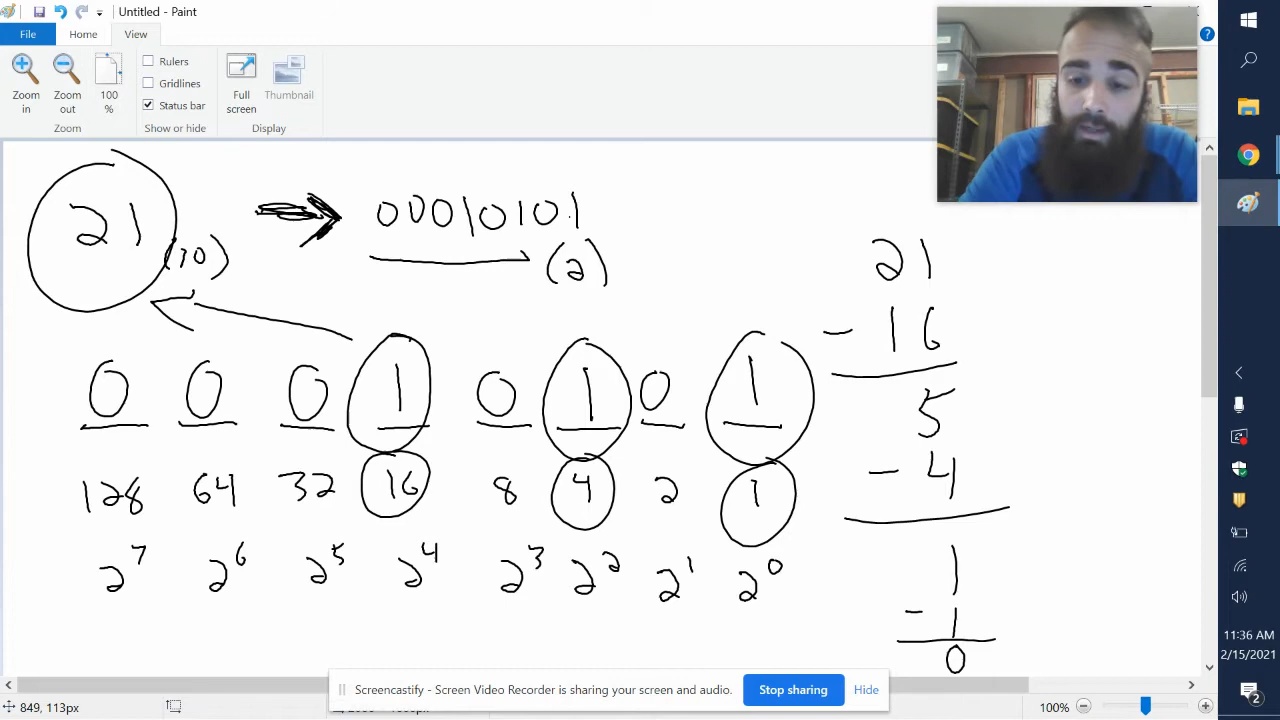 Untitled - Paint
File Home View
Zoom in
Zoom out
100 %
Rulers
Gridlines
Status bar
Full screen
Thumbnail
Zoom
Show or hide
Display
21 (10)
00010101 (2)
0 0 0 1 0 1 0 1
128 64 32 16 8 4 2 1
2^7 2^6 2^5 2^4 2^3 2^2 2^1 2^0
21
- 16
5
- 4
1
- 1
0
Screencastify - Screen Video Recorder is sharing your screen and audio.
Stop sharing
Hide
849, 113px
100%
11:36 AM
2/15/2021
2